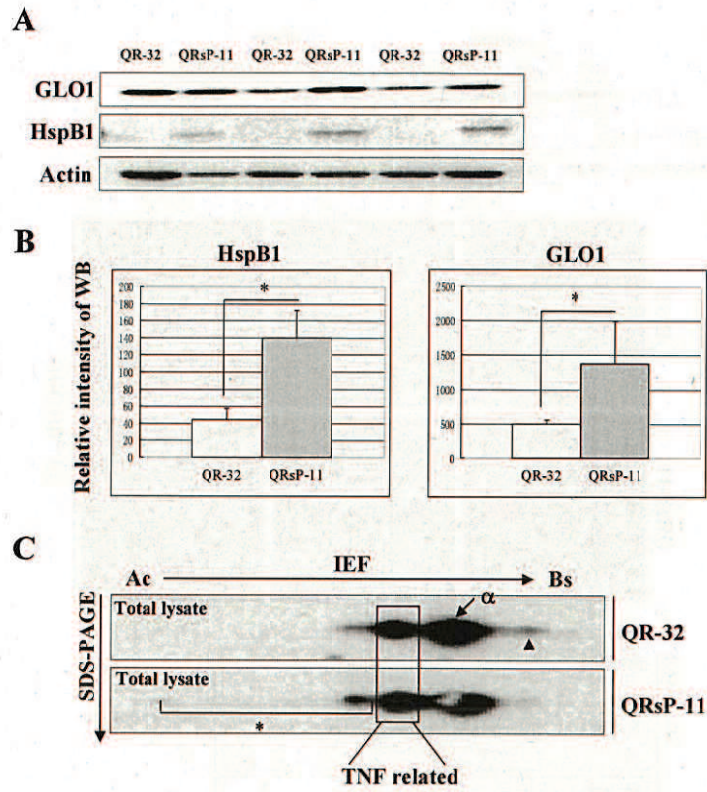 A
QR-32 QRsP-11 QR-32 QRsP-11 QR-32 QRsP-11
GLO1
HspB1
Actin
B
Relative intensity of WB
HspB1
*
200
180
160
140
120
100
80
60
40
20
0
QR-32 QRsP-11
GLO1
*
2500
2000
1500
1000
500
0
QR-32 QRsP-11
C
IEF
Ac Bs
SDS-PAGE
Total lysate
α
QR-32
Total lysate
*
QRsP-11
TNF related